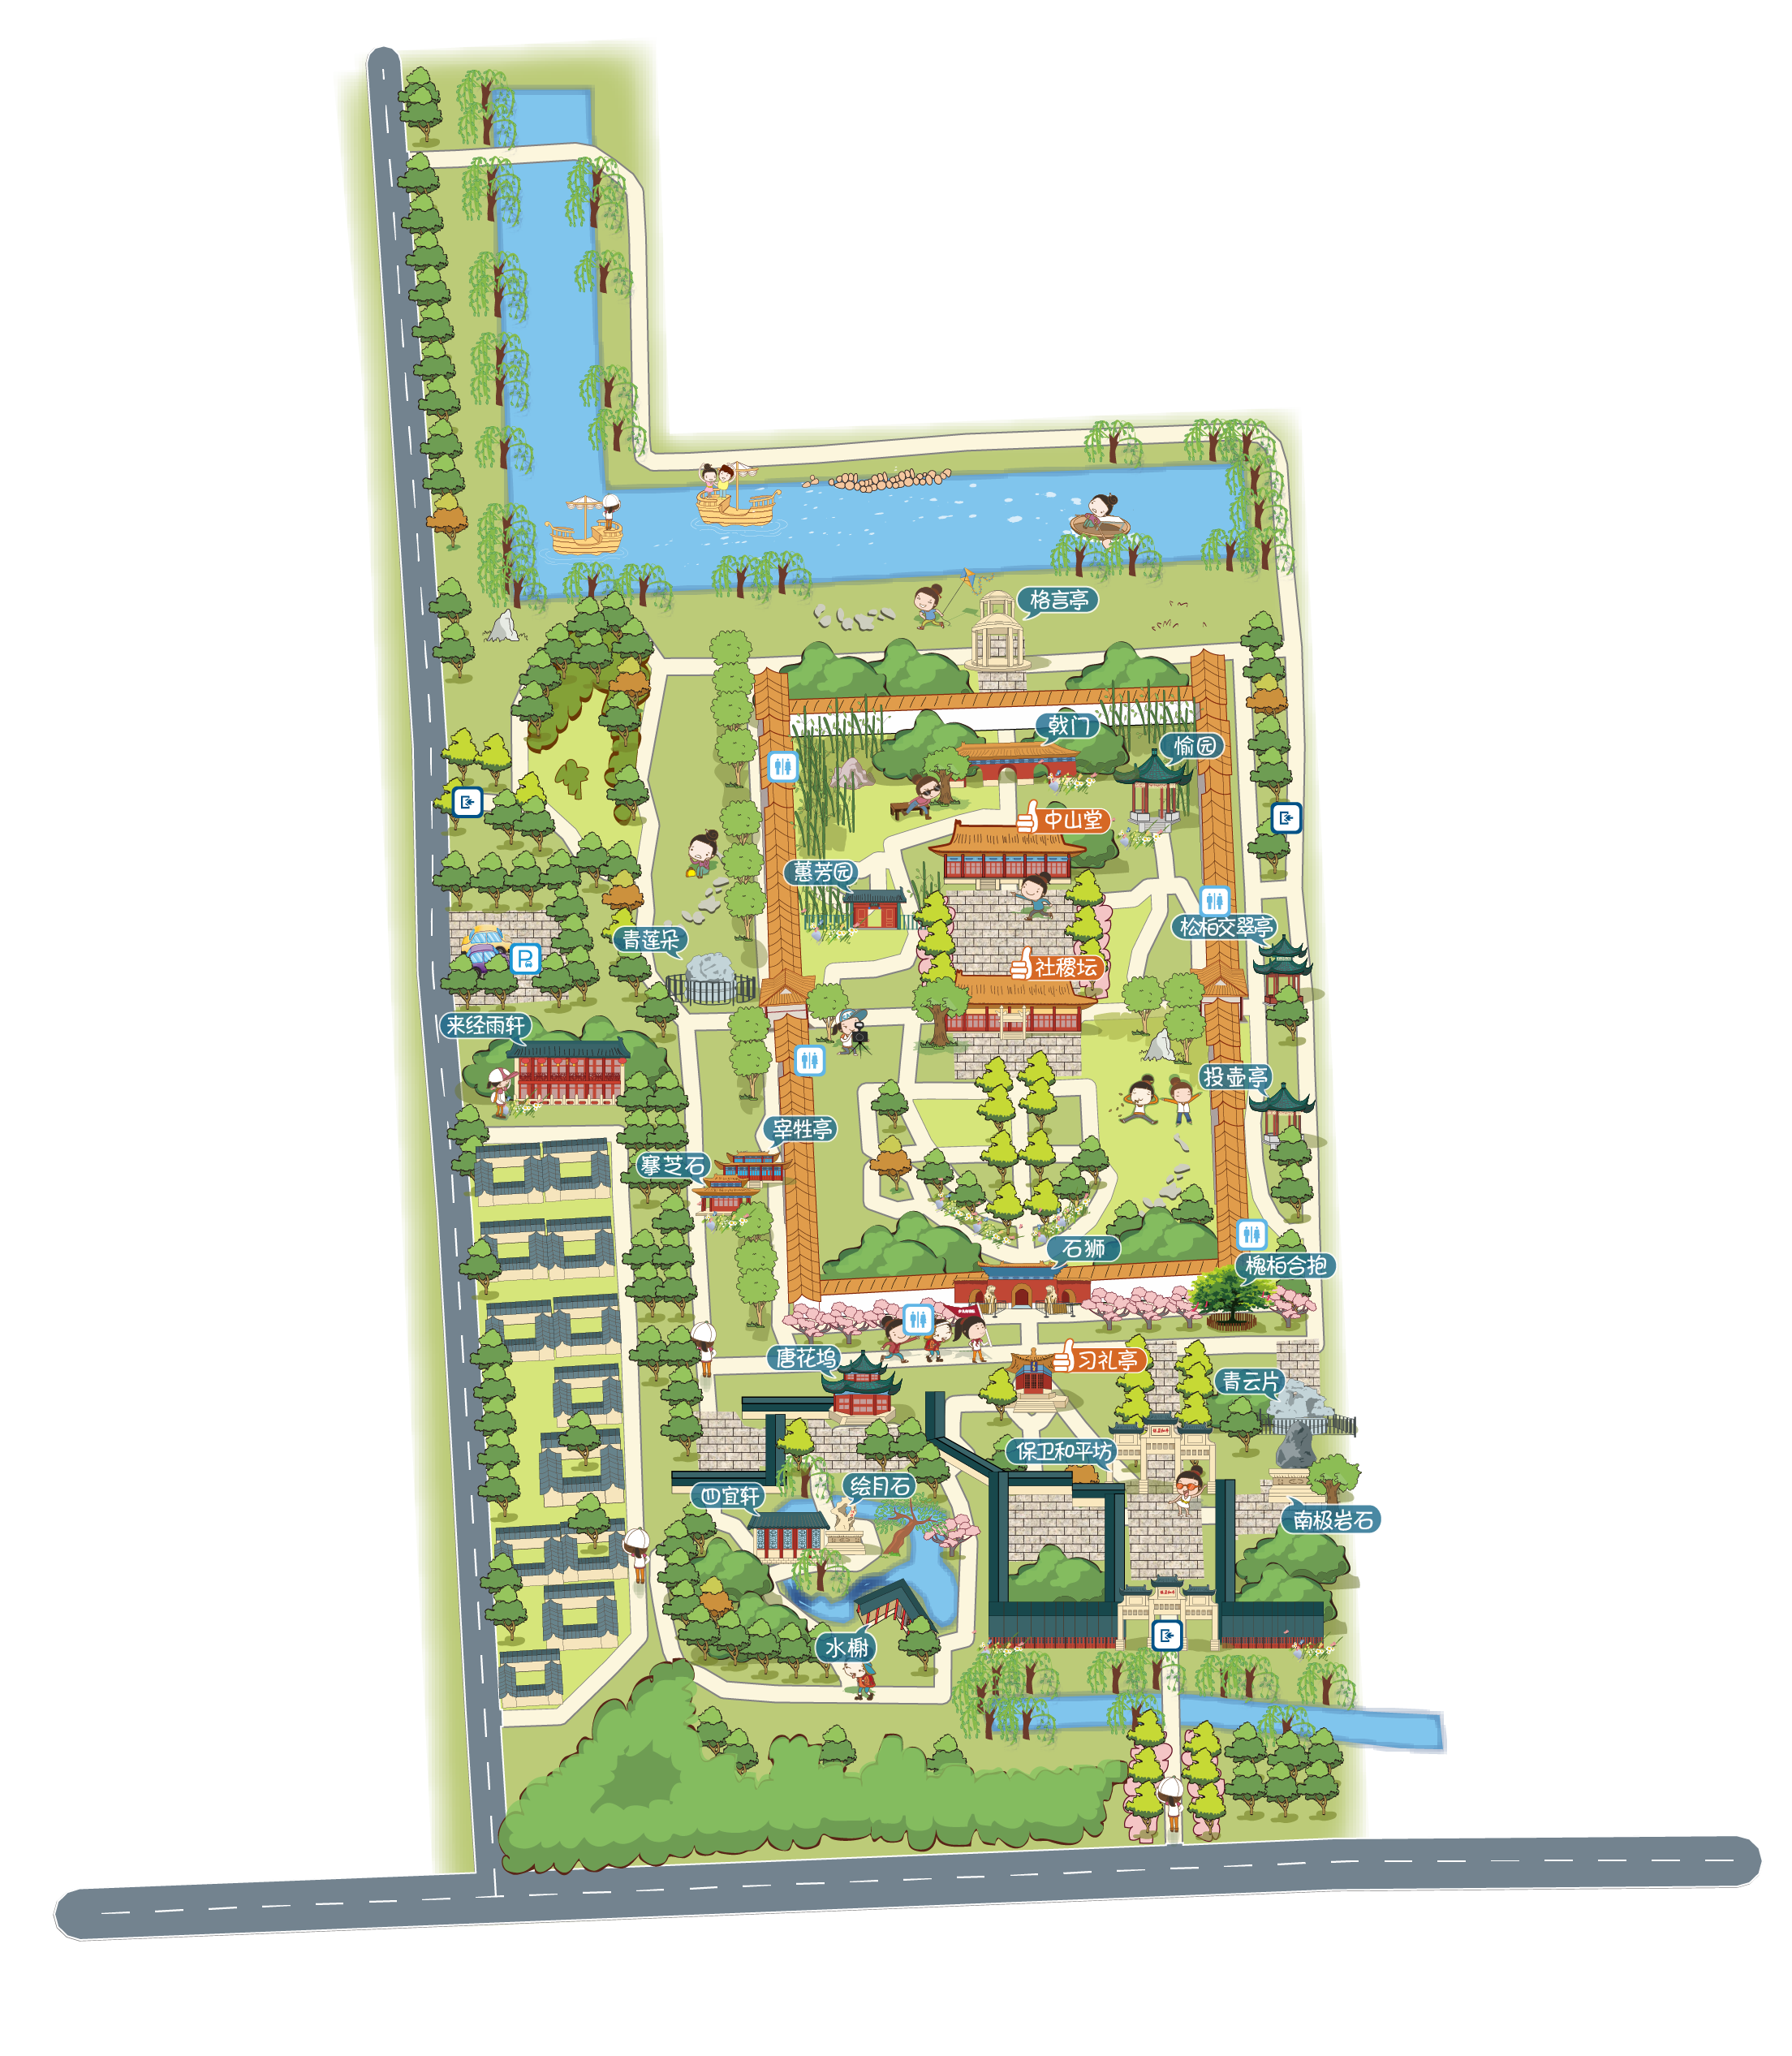 格言亭
戟门
愉园
中山堂
蕙芳园
松柏交翠亭
青莲朵
社稷坛
P
来今雨轩
投壶亭
宰牲亭
搴芝石
石狮
槐柏合抱
唐花坞
习礼亭
青云片
保卫和平坊
绘月石
四宜轩
南极岩石
水榭